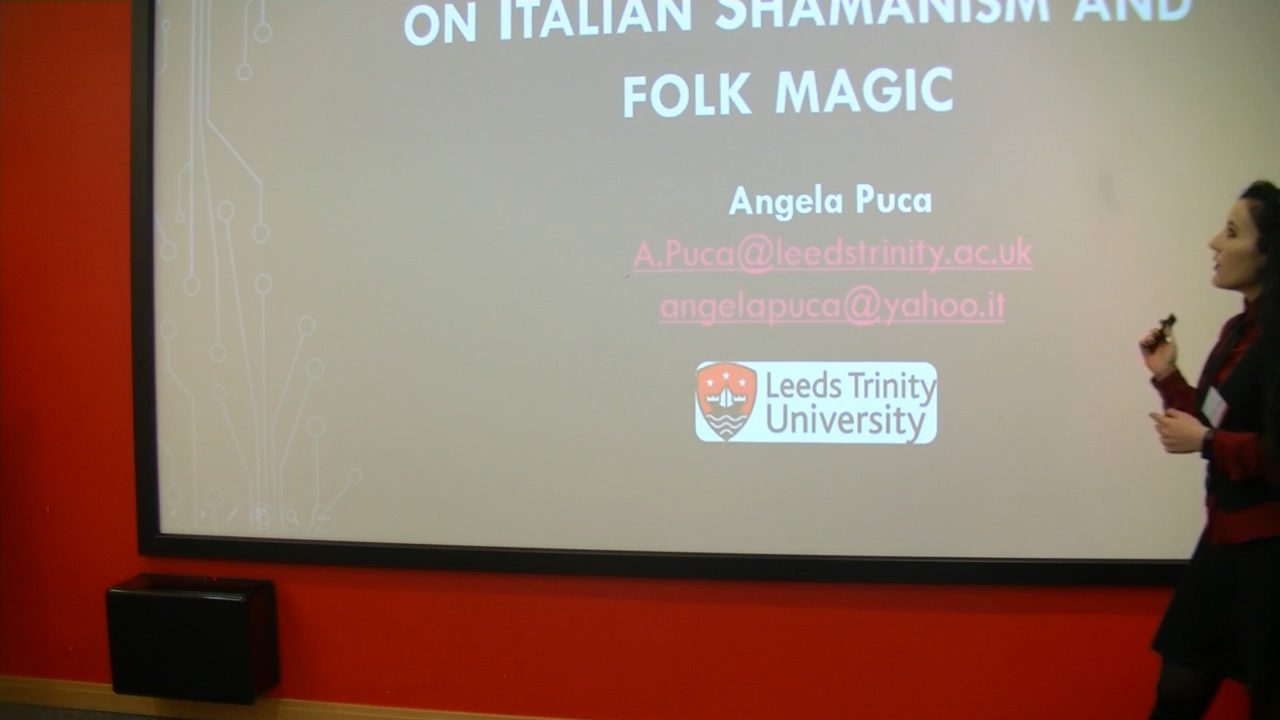 ON ITALIAN SHAMANISM AND
FOLK MAGIC
Angela Puca
A.Puca@leedstrinity.ac.uk
angelapuca@yahoo.it
Leeds Trinity
University